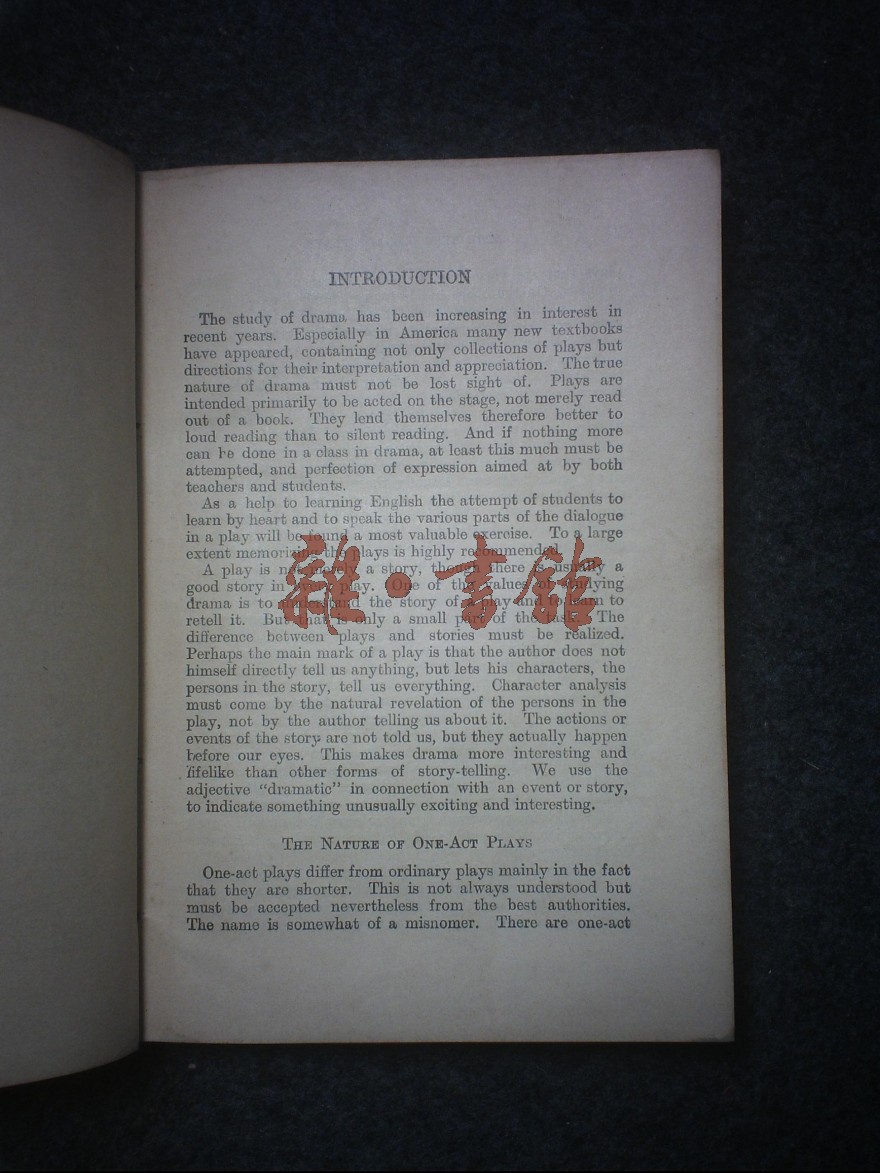 INTRODUCTION
The study of drama has been increasing in interest in
recent years. Especially in America many new textbooks
have appeared, containing not only collections of plays but
directions for their interpretation and appreciation. The true
nature of drama must not be lost sight of. Plays are
intended primarily to be acted on the stage, not merely read
out of a book. They lend themselves therefore better to
loud reading than to silent reading. And if nothing more
can be done in a class in drama, at least this much must be
attempted, and perfection of expression aimed at by both
teachers and students.
As a help to learning English the attempt of students to
learn by heart and to speak the various parts of the dialogue
in a play will be found a most valuable exercise. To a large
extent memorizing the plays is highly recommended.
A play is not merely a story, though there is usually a
good story in every play. One of the values of studying
drama is to understand the story of a play and to learn to
retell it. But that is only a small part of the task. The
difference between plays and stories must be realized.
Perhaps the main mark of a play is that the author does not
himself directly tell us anything, but lets his characters, the
persons in the story, tell us everything. Character analysis
must come by the natural revelation of the persons in the
play, not by the author telling us about it. The actions or
events of the story are not told us, but they actually happen
before our eyes. This makes drama more interesting and
lifelike than other forms of story-telling. We use the
adjective “dramatic” in connection with an event or story,
to indicate something unusually exciting and interesting.
THE NATURE OF ONE-ACT PLAYS
One-act plays differ from ordinary plays mainly in the fact
that they are shorter. This is not always understood but
must be accepted nevertheless from the best authorities.
The name is somewhat of a misnomer. There are one-act